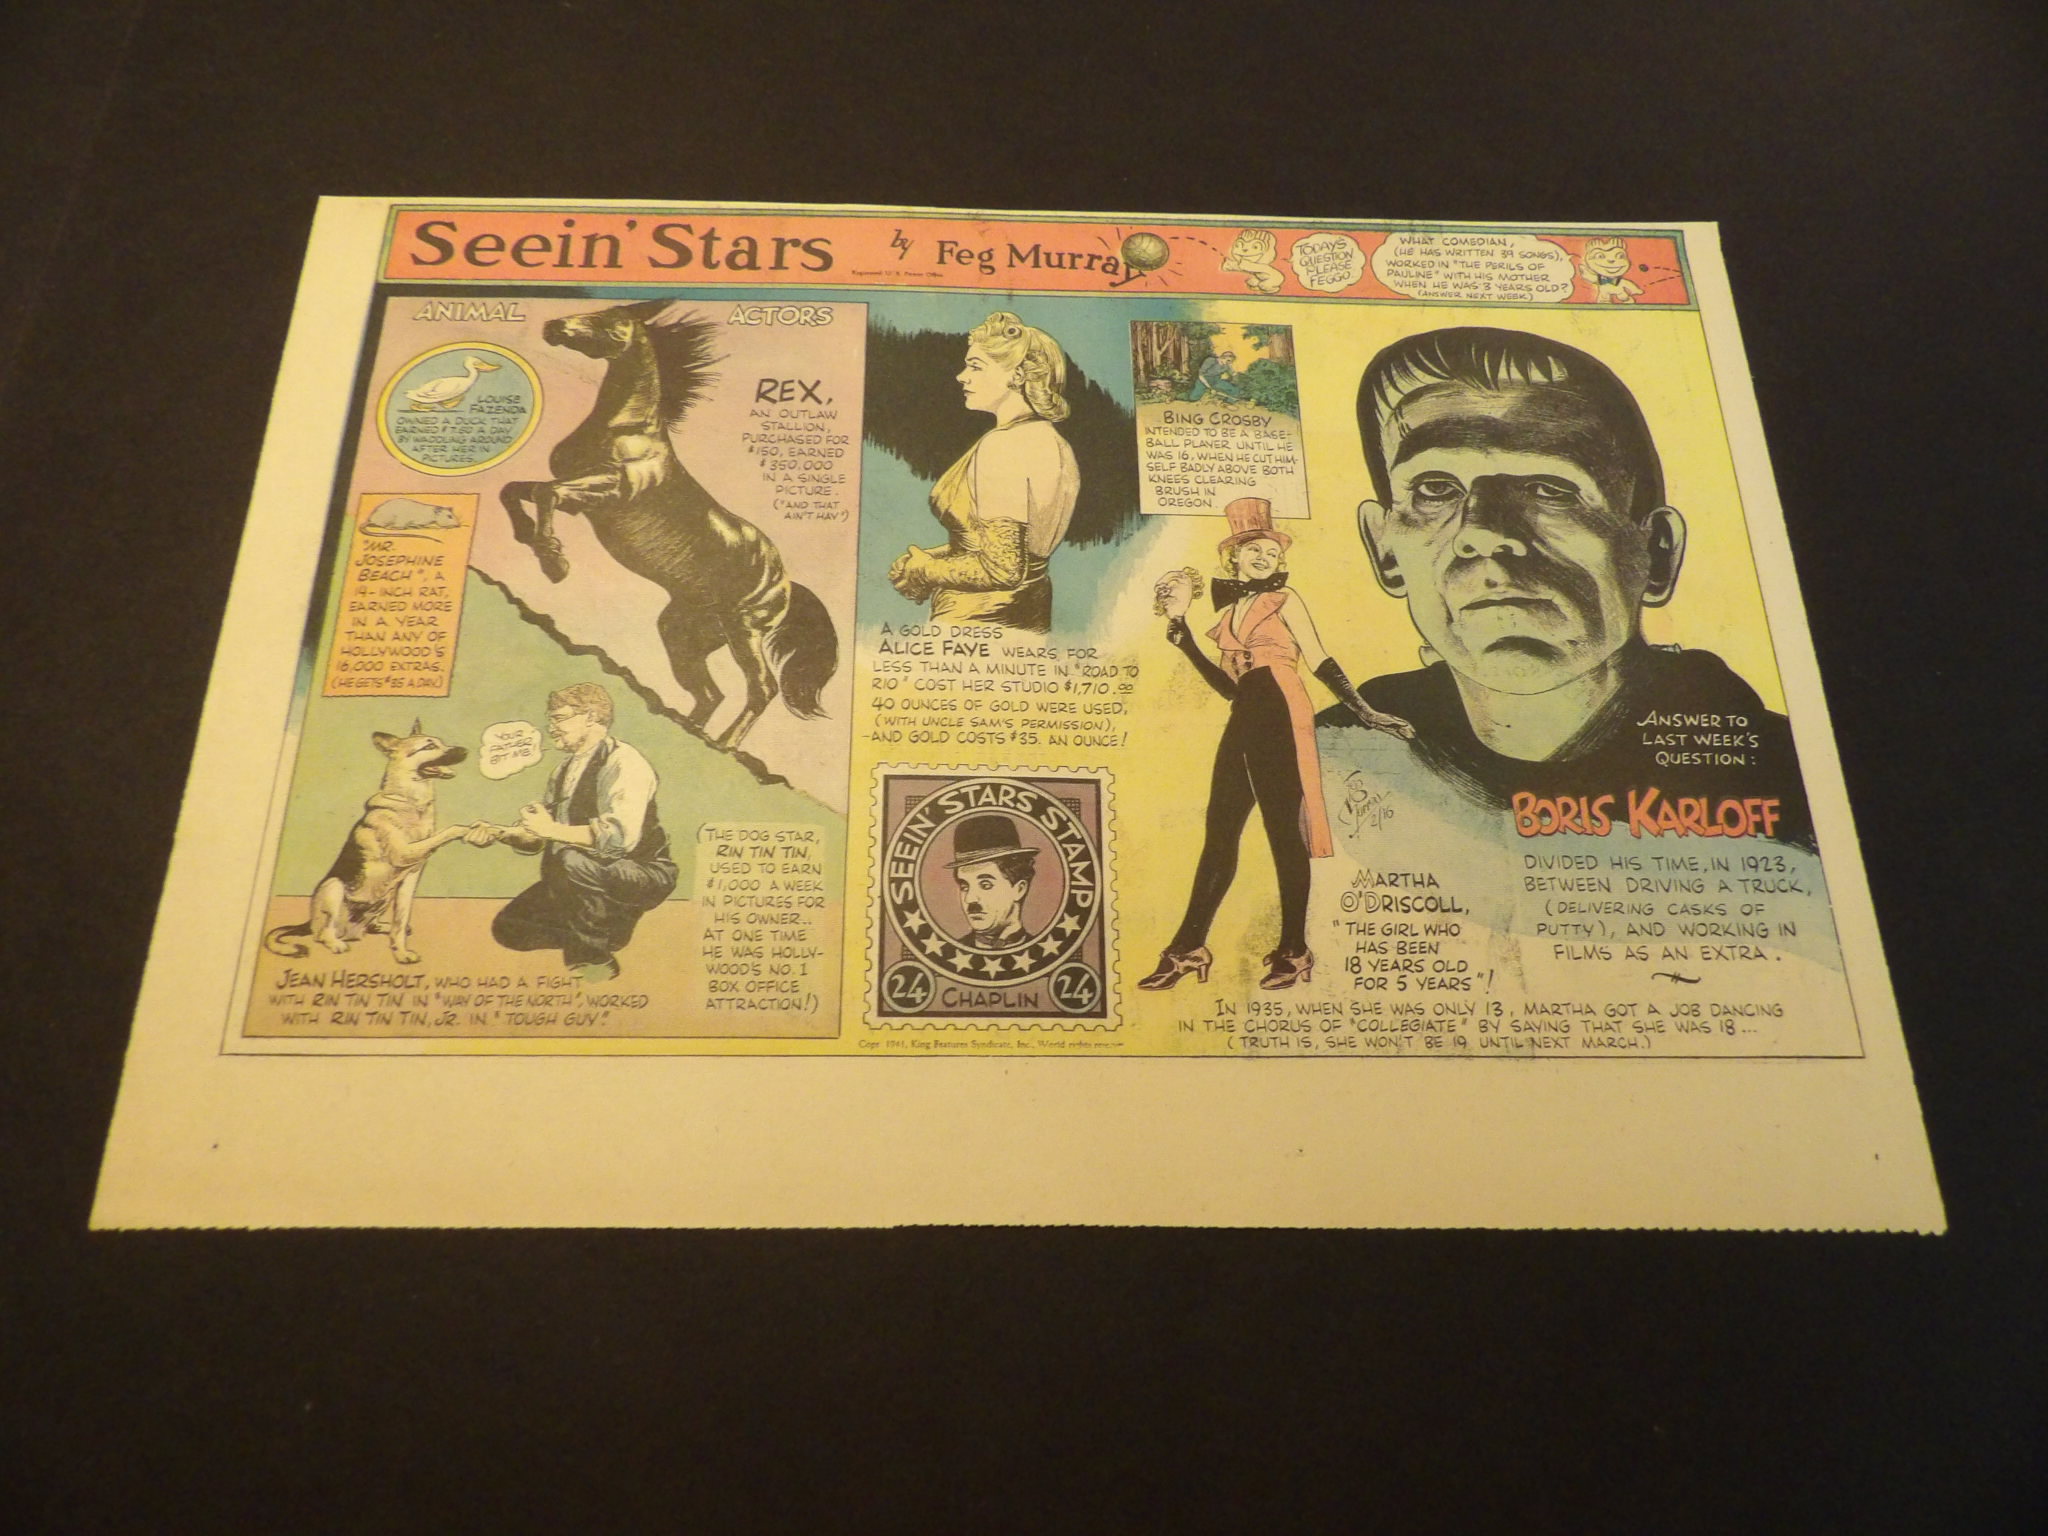 Seein' Stars
by Feg Murray
Registered U. S. Patent Office
TODAY'S
QUESTION
PLEASE
FEGGO
WHAT COMEDIAN,
(HE HAS WRITTEN 39 SONGS),
WORKED IN "THE PERILS OF
PAULINE" WITH HIS MOTHER
WHEN HE WAS 3 YEARS OLD?
(ANSWER NEXT WEEK)
ANIMAL ACTORS
LOUISE
FAZENDA
OWNED A DUCK THAT
EARNED $7.50 A DAY
BY WADDLING AROUND
AFTER HER IN
PICTURES.
REX,
AN OUTLAW
STALLION,
PURCHASED FOR
$150, EARNED
$350,000
IN A SINGLE
PICTURE.
("AND THAT
AIN'T HAY")
"MR.
JOSEPHINE
BEACH", A
14-INCH RAT,
EARNED MORE
IN A YEAR
THAN ANY OF
HOLLYWOOD'S
16,000 EXTRAS.
(HE GETS $35 A DAY)
YOUR
FATHER
BIT ME!
(THE DOG STAR,
RIN TIN TIN,
USED TO EARN
$1,000 A WEEK
IN PICTURES FOR
HIS OWNER..
AT ONE TIME
HE WAS HOLLY-
WOOD'S NO. 1
BOX OFFICE
ATTRACTION!)
JEAN HERSHOLT, WHO HAD A FIGHT
WITH RIN TIN TIN IN "WAY OF THE NORTH", WORKED
WITH RIN TIN TIN, JR. IN "TOUGH GUY".
A GOLD DRESS
ALICE FAYE WEARS, FOR
LESS THAN A MINUTE IN "ROAD TO
RIO" COST HER STUDIO $1,710.00
40 OUNCES OF GOLD WERE USED,
(WITH UNCLE SAM'S PERMISSION),
-AND GOLD COSTS $35. AN OUNCE!
SEEIN' STARS STAMP
24 CHAPLIN 24
Copr. 1941, King Features Syndicate, Inc., World rights reserved
BING CROSBY
INTENDED TO BE A BASE-
BALL PLAYER UNTIL HE
WAS 16, WHEN HE CUT HIM-
SELF BADLY ABOVE BOTH
KNEES CLEARING
BRUSH IN
OREGON.
Feg
Murray
2/16
MARTHA
O'DRISCOLL,
"THE GIRL WHO
HAS BEEN
18 YEARS OLD
FOR 5 YEARS"!
IN 1935, WHEN SHE WAS ONLY 13, MARTHA GOT A JOB DANCING
IN THE CHORUS OF "COLLEGIATE" BY SAYING THAT SHE WAS 18...
(TRUTH IS, SHE WON'T BE 19 UNTIL NEXT MARCH.)
ANSWER TO
LAST WEEK'S
QUESTION:
BORIS KARLOFF
DIVIDED HIS TIME, IN 1923,
BETWEEN DRIVING A TRUCK,
(DELIVERING CASKS OF
PUTTY), AND WORKING IN
FILMS AS AN EXTRA.